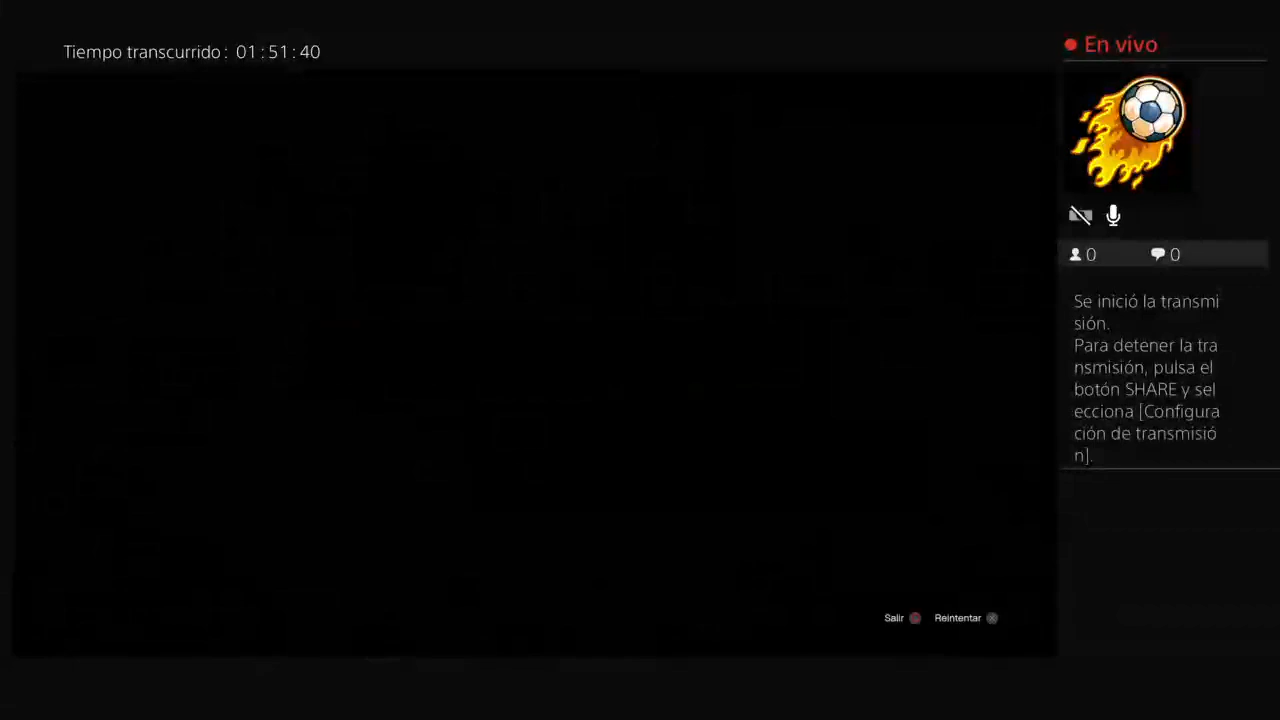 Tiempo transcurrido: 01:51:40
En vivo
0 0
Se inició la transmi
sión.
Para detener la tra
nsmisión, pulsa el
botón SHARE y sel
ecciona [Configura
ción de transmisió
n].
Salir Reintentar